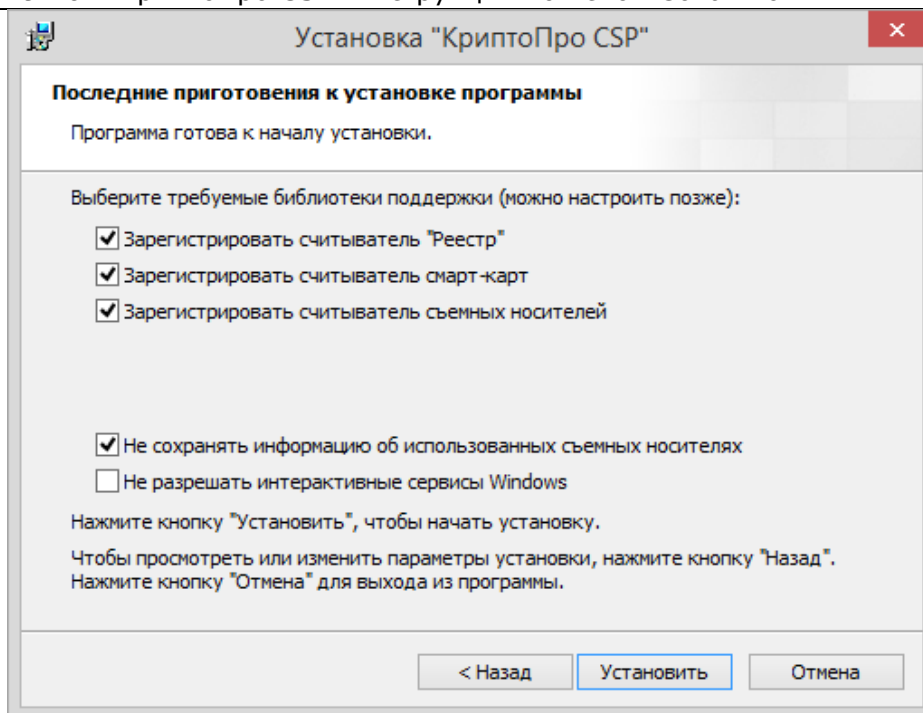 Установка "КриптоПро CSP"
Последние приготовения к установке программы
Программа готова к началу установки.
Выберите требуемые библиотеки поддержки (можно настроить позже):
Зарегистрировать считыватель "Реестр"
Зарегистрировать считыватель смарт-карт
Зарегистрировать считыватель съемных носителей
Не сохранять информацию об использованных съемных носителях
Не разрешать интерактивные сервисы Windows
Нажмите кнопку "Установить", чтобы начать установку.
Чтобы просмотреть или изменить параметры установки, нажмите кнопку "Назад".
Нажмите кнопку "Отмена" для выхода из программы.
< Назад Установить Отмена